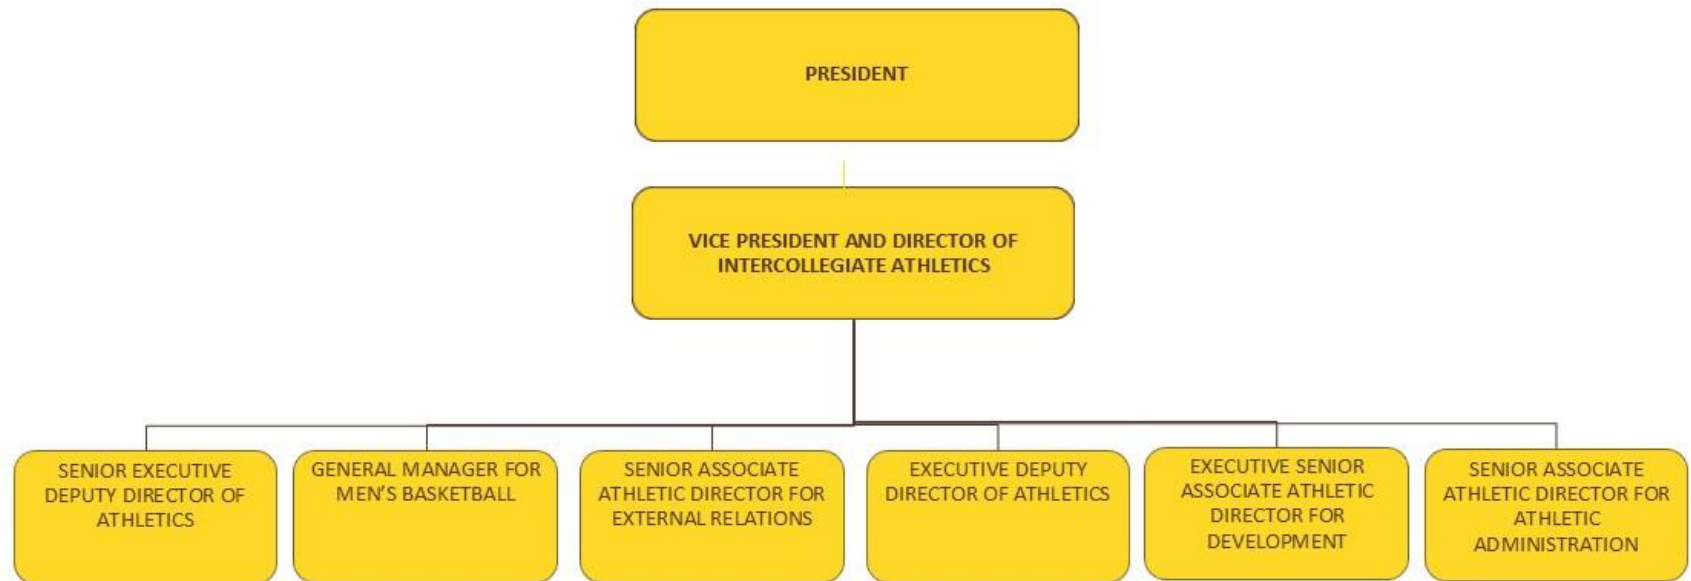 PRESIDENT
VICE PRESIDENT AND DIRECTOR OF
INTERCOLLEGIATE ATHLETICS
SENIOR EXECUTIVE
DEPUTY DIRECTOR OF
ATHLETICS
GENERAL MANAGER FOR
MEN’S BASKETBALL
SENIOR ASSOCIATE
ATHLETIC DIRECTOR FOR
EXTERNAL RELATIONS
EXECUTIVE DEPUTY
DIRECTOR OF ATHLETICS
EXECUTIVE SENIOR
ASSOCIATE ATHLETIC
DIRECTOR FOR
DEVELOPMENT
SENIOR ASSOCIATE
ATHLETIC DIRECTOR FOR
ATHLETIC
ADMINISTRATION